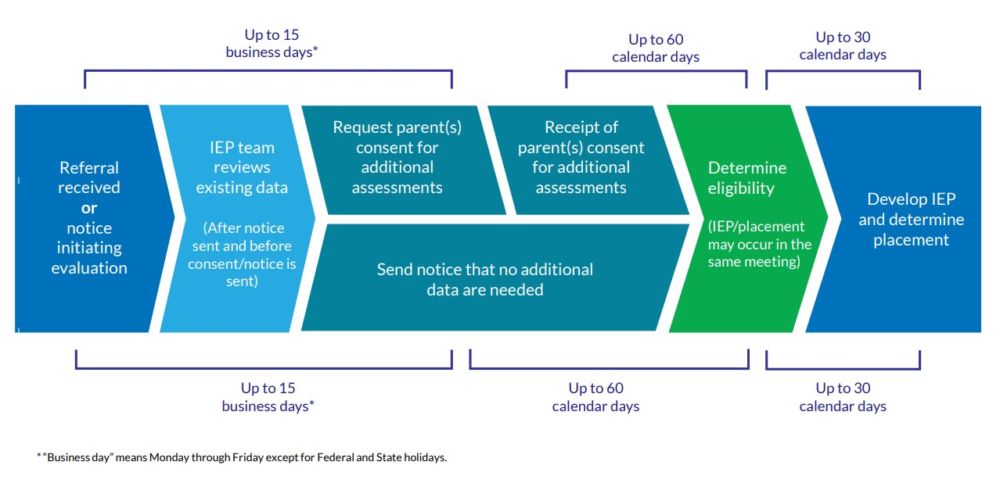 Up to 15
business days*
Up to 60
calendar days
Up to 30
calendar days
Referral
received
or
notice
initiating
evaluation
IEP team
reviews
existing data
(After notice
sent and before
consent/notice is
sent)
Request parent(s)
consent for
additional
assessments
Receipt of
parent(s) consent
for additional
assessments
Send notice that no additional
data are needed
Determine
eligibility
(IEP/placement
may occur in the
same meeting)
Develop IEP
and determine
placement
Up to 15
business days*
Up to 60
calendar days
Up to 30
calendar days
* “Business day” means Monday through Friday except for Federal and State holidays.